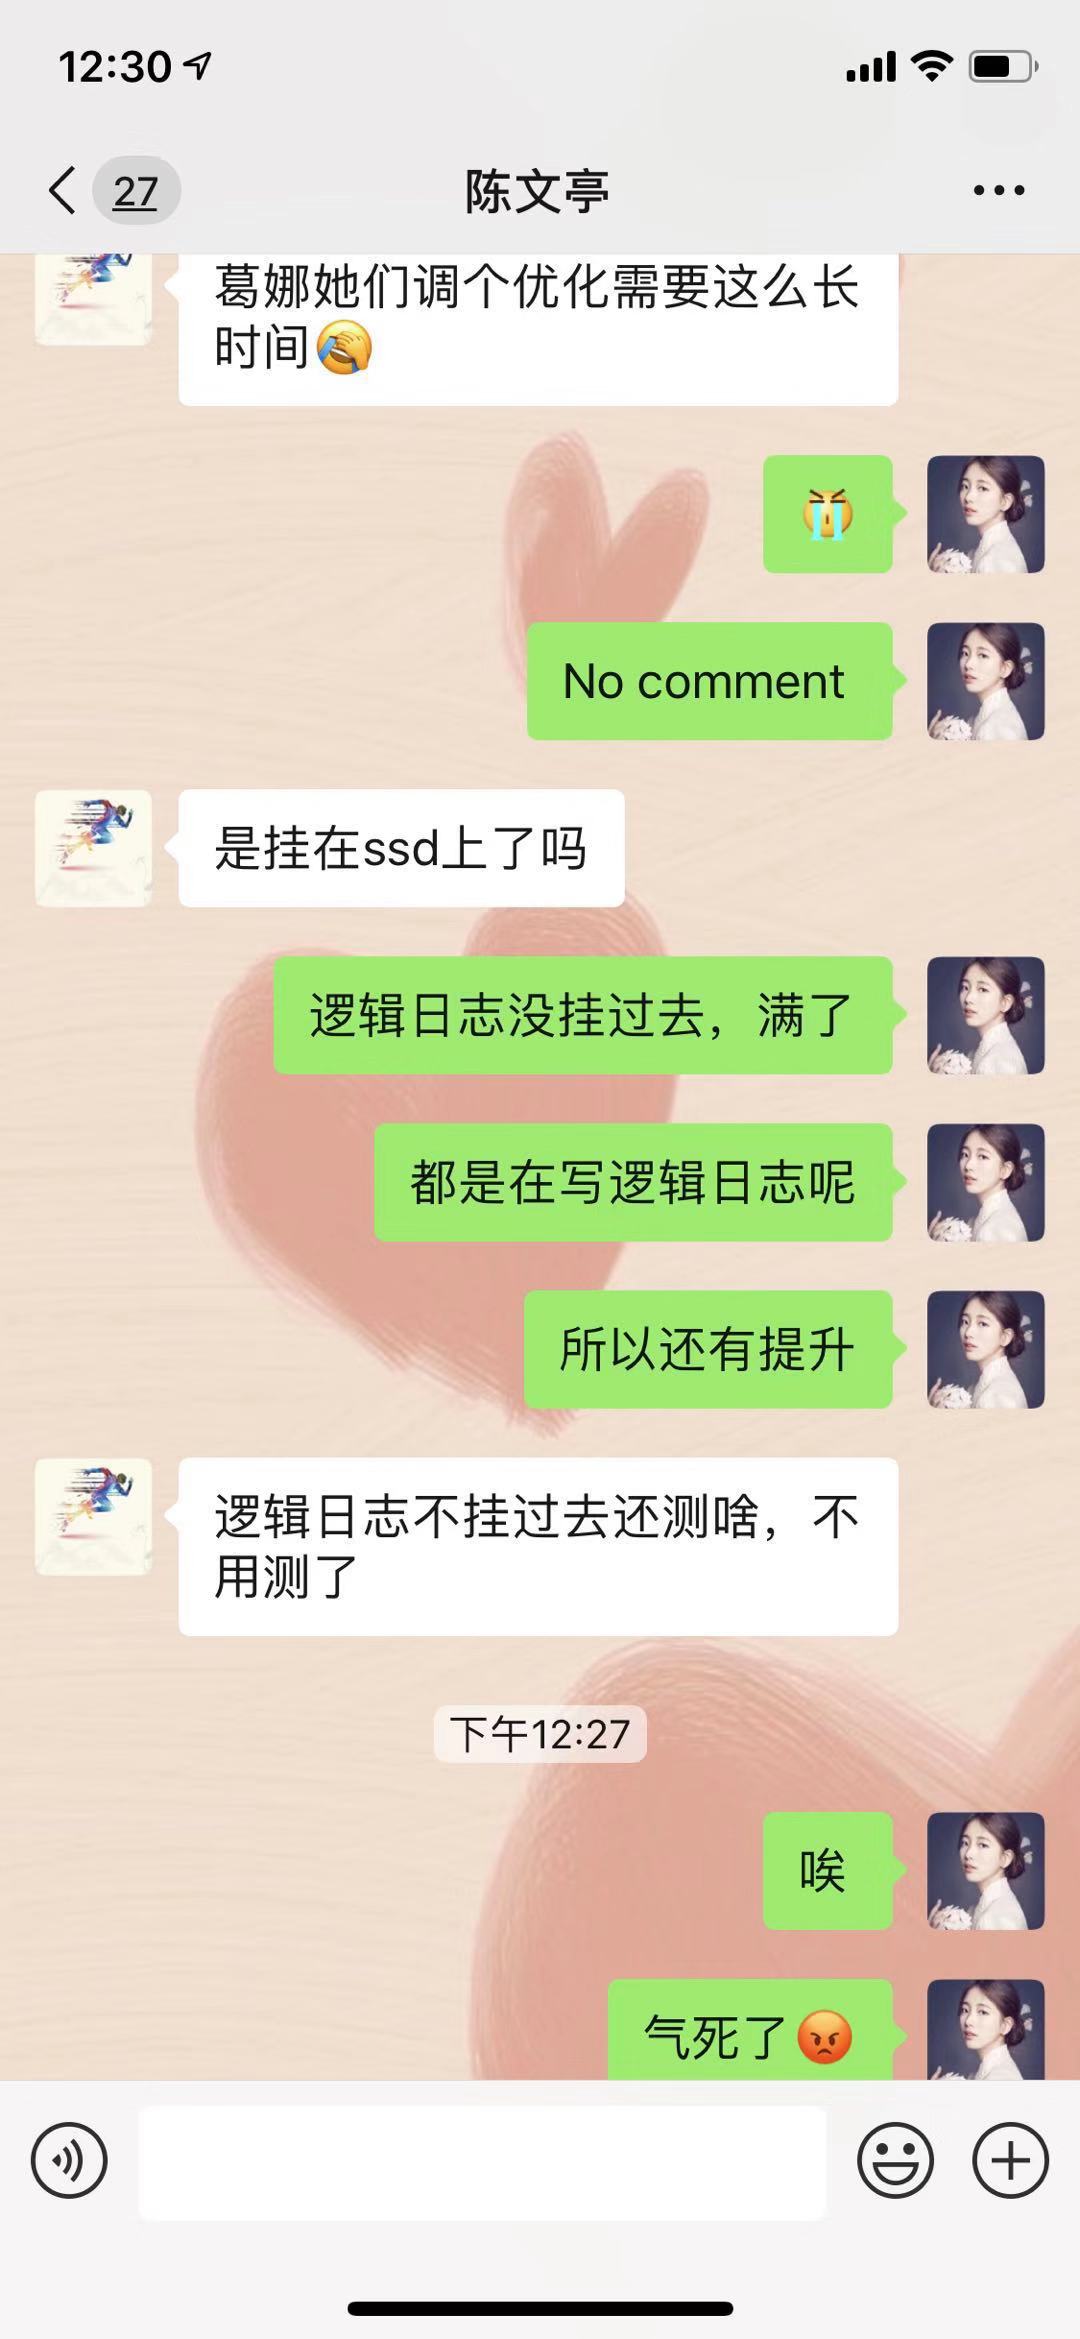 12:30
27
陈文亭
葛娜她们调个优化需要这么长
时间🤦
😭
No comment
是挂在ssd上了吗
逻辑日志没挂过去，满了
都是在写逻辑日志呢
所以还有提升
逻辑日志不挂过去还测啥，不
用测了
下午12:27
唉
气死了😡